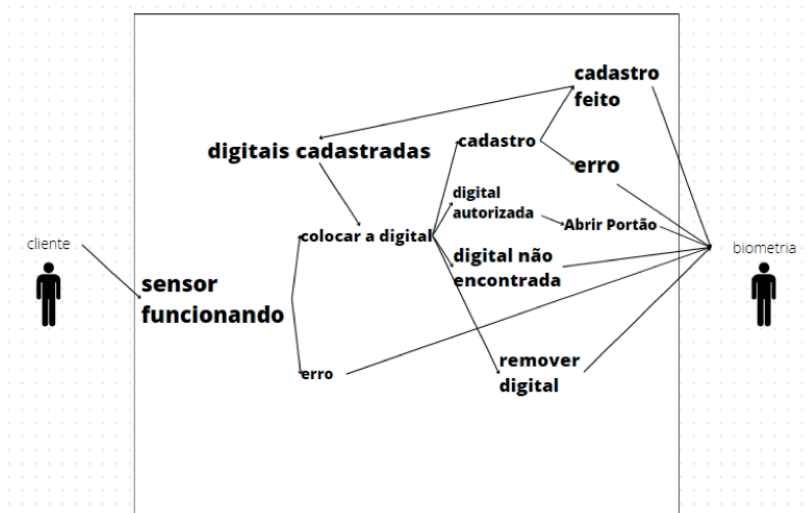 cadastro
feito
digitais cadastradas
cadastro
erro
digital
autorizada
Abrir Portão
cliente
colocar a digital
biometria
digital não
encontrada
sensor
funcionando
erro
remover
digital